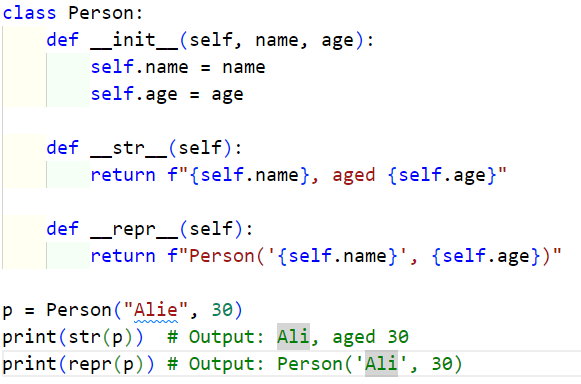 class Person:
    def __init__(self, name, age):
        self.name = name
        self.age = age

    def __str__(self):
        return f"{self.name}, aged {self.age}"

    def __repr__(self):
        return f"Person('{self.name}', {self.age})"

p = Person("Alie", 30)
print(str(p))  # Output: Ali, aged 30
print(repr(p)) # Output: Person('Ali', 30)